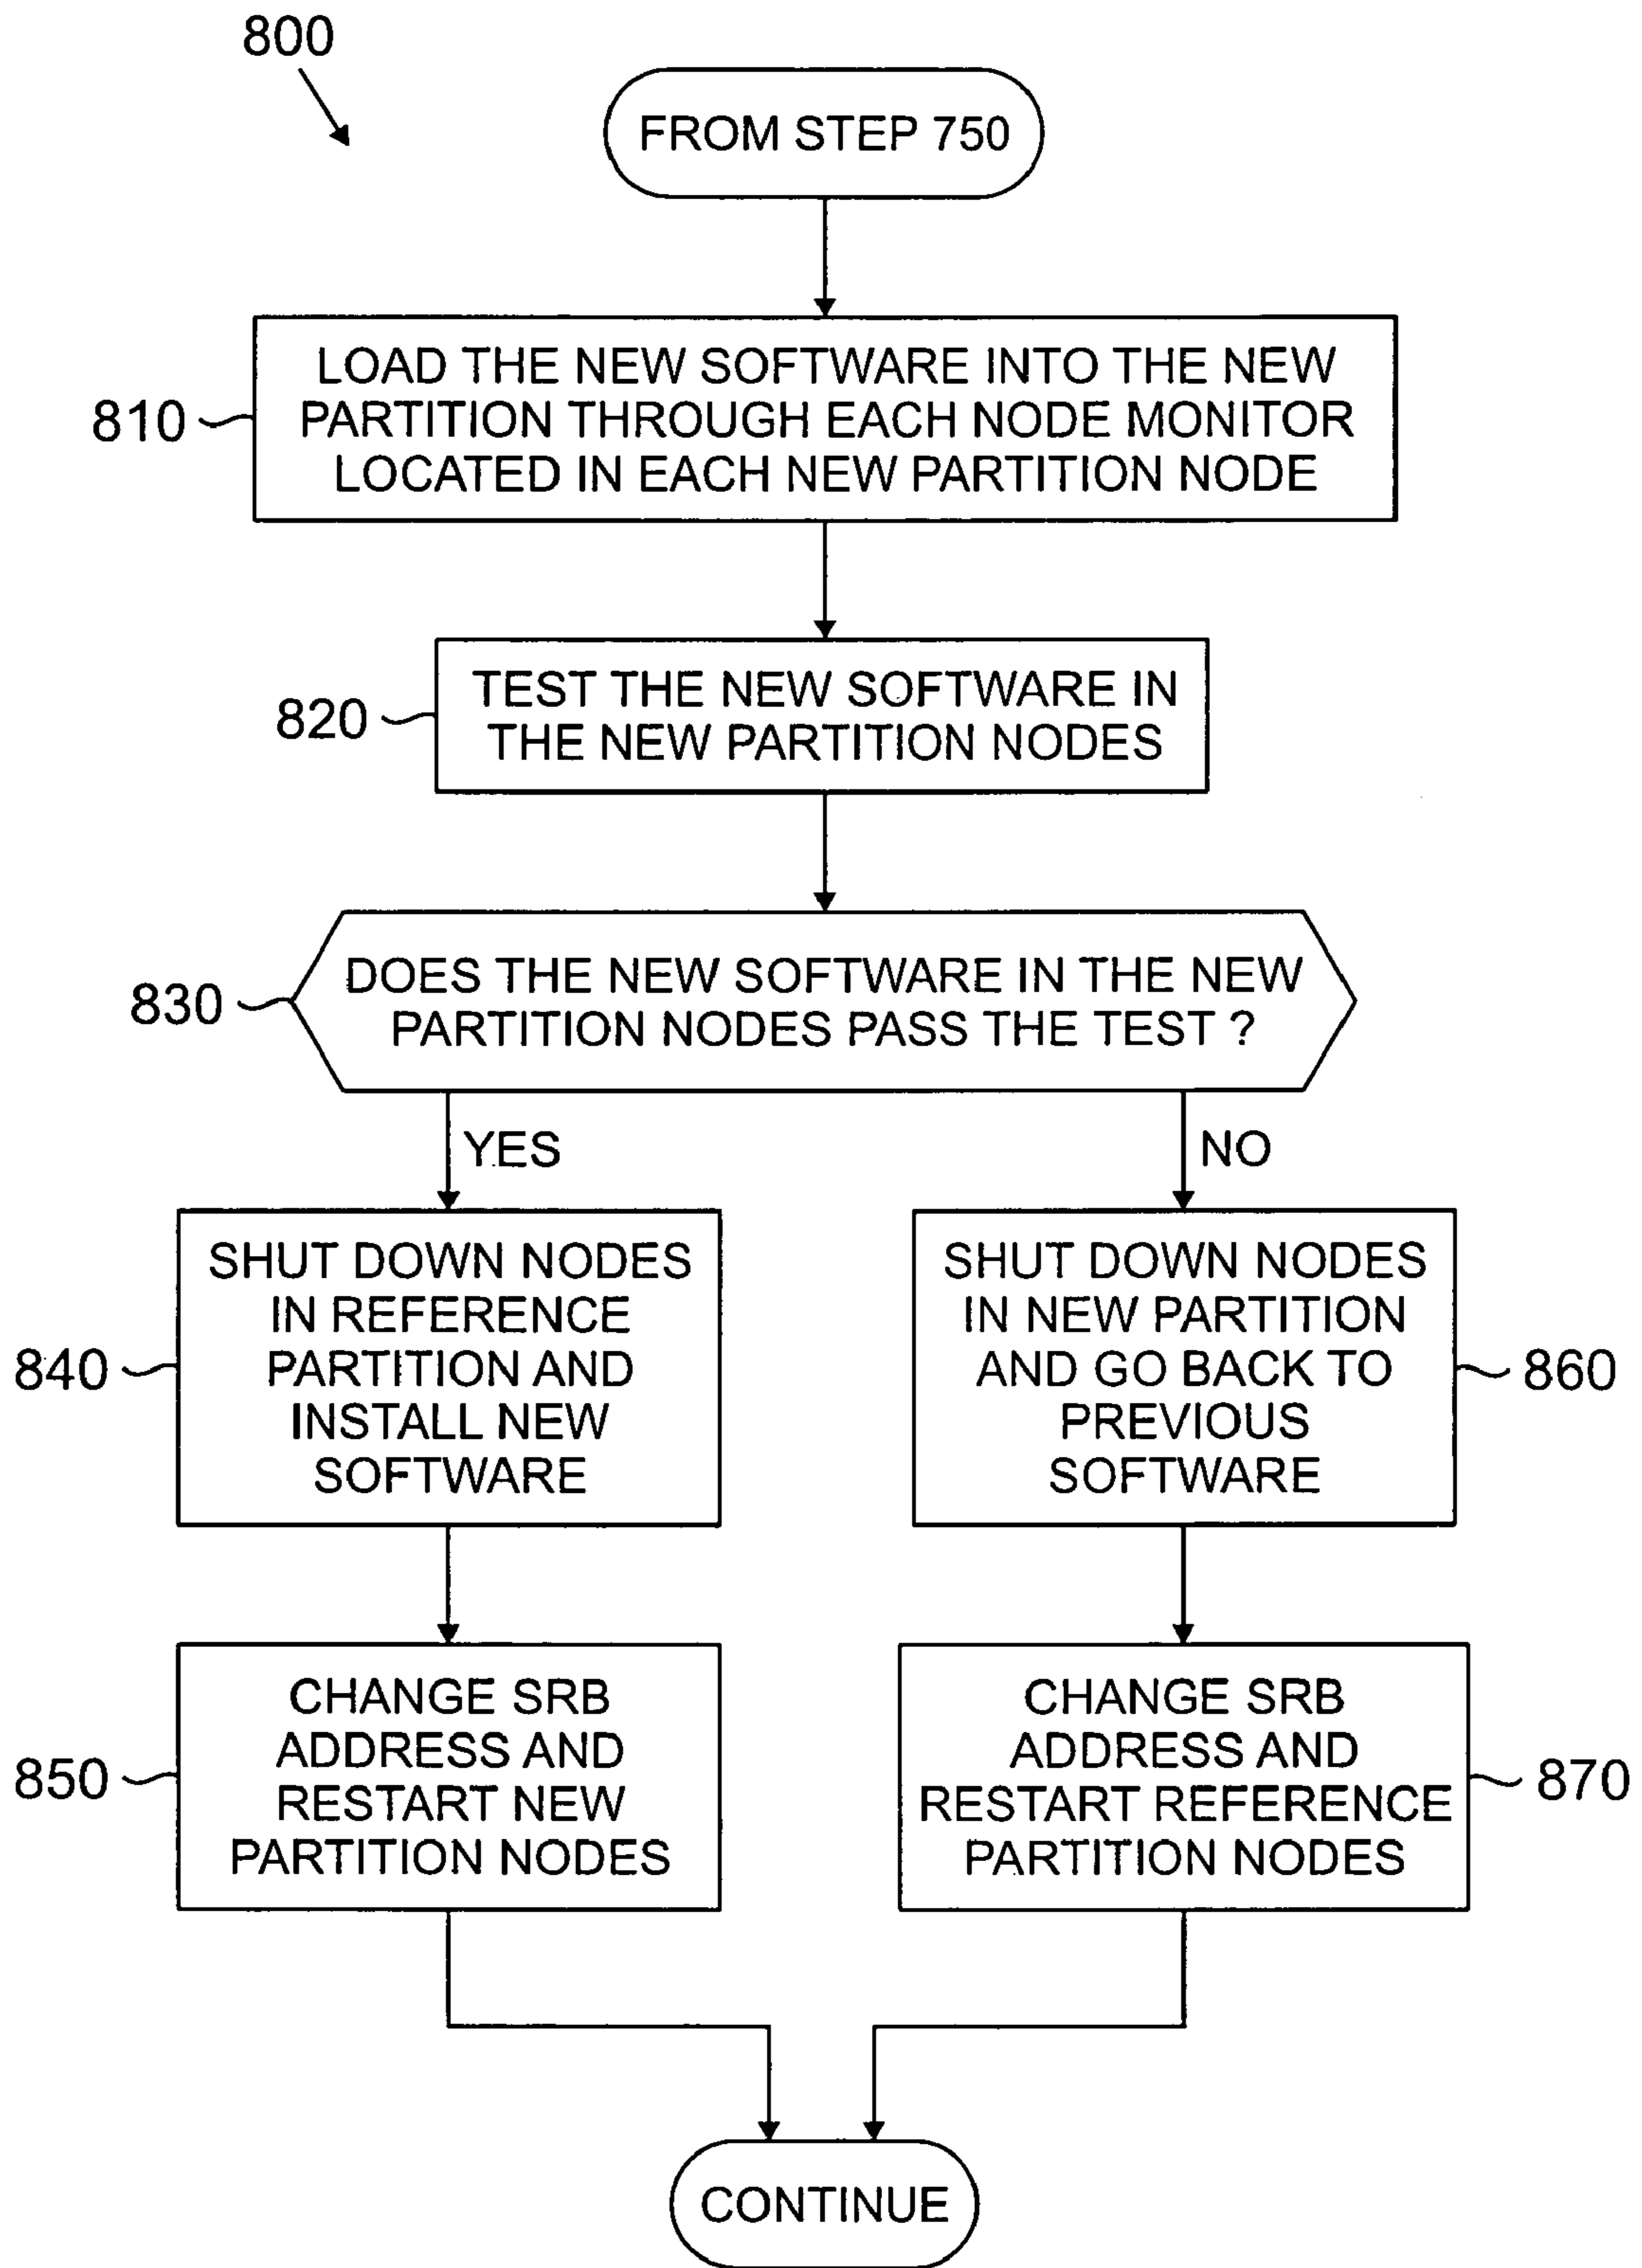 800
FROM STEP 750
810
LOAD THE NEW SOFTWARE INTO THE NEW
PARTITION THROUGH EACH NODE MONITOR
LOCATED IN EACH NEW PARTITION NODE
820
TEST THE NEW SOFTWARE IN
THE NEW PARTITION NODES
830
DOES THE NEW SOFTWARE IN THE NEW
PARTITION NODES PASS THE TEST ?
YES
NO
840
SHUT DOWN NODES
IN REFERENCE
PARTITION AND
INSTALL NEW
SOFTWARE
SHUT DOWN NODES
IN NEW PARTITION
AND GO BACK TO
PREVIOUS
SOFTWARE
860
850
CHANGE SRB
ADDRESS AND
RESTART NEW
PARTITION NODES
CHANGE SRB
ADDRESS AND
RESTART REFERENCE
PARTITION NODES
870
CONTINUE